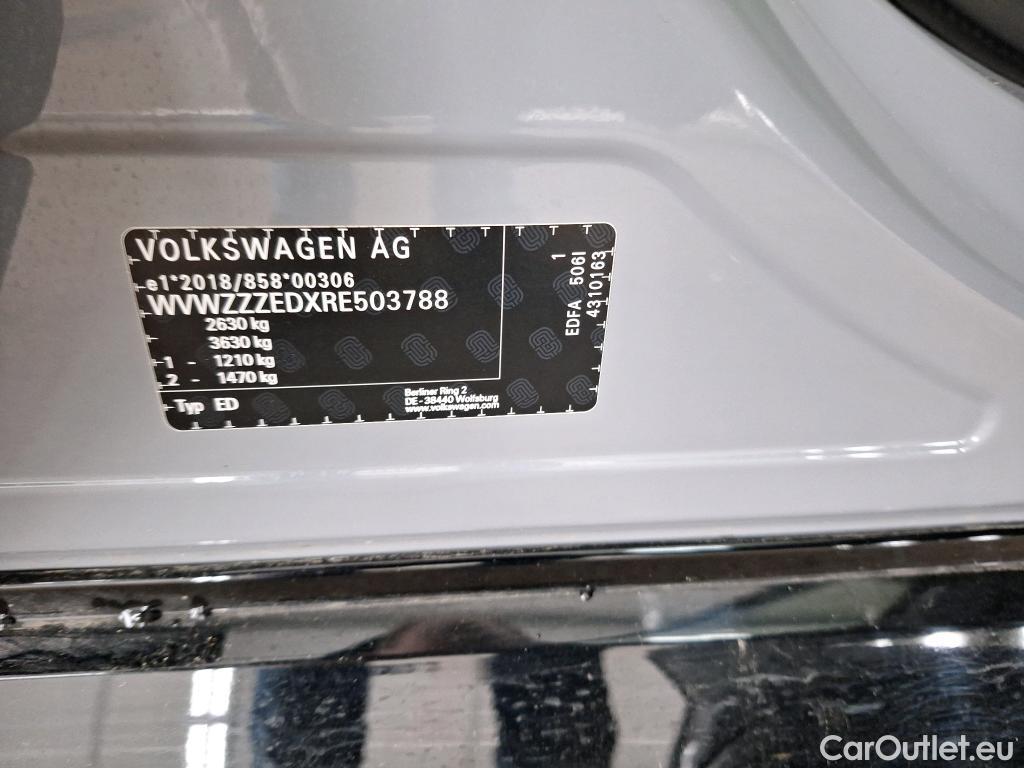 VOLKSWAGEN AG
e1*2018/858*00306
WVWZZZEDXRE503788
2630 kg
3630 kg
1 - 1210 kg
2 - 1470 kg
Typ ED
Berliner Ring 2
DE - 38440 Wolfsburg
www.volkswagen.com
EDFA 506I 1
4310163
CarOutlet.eu